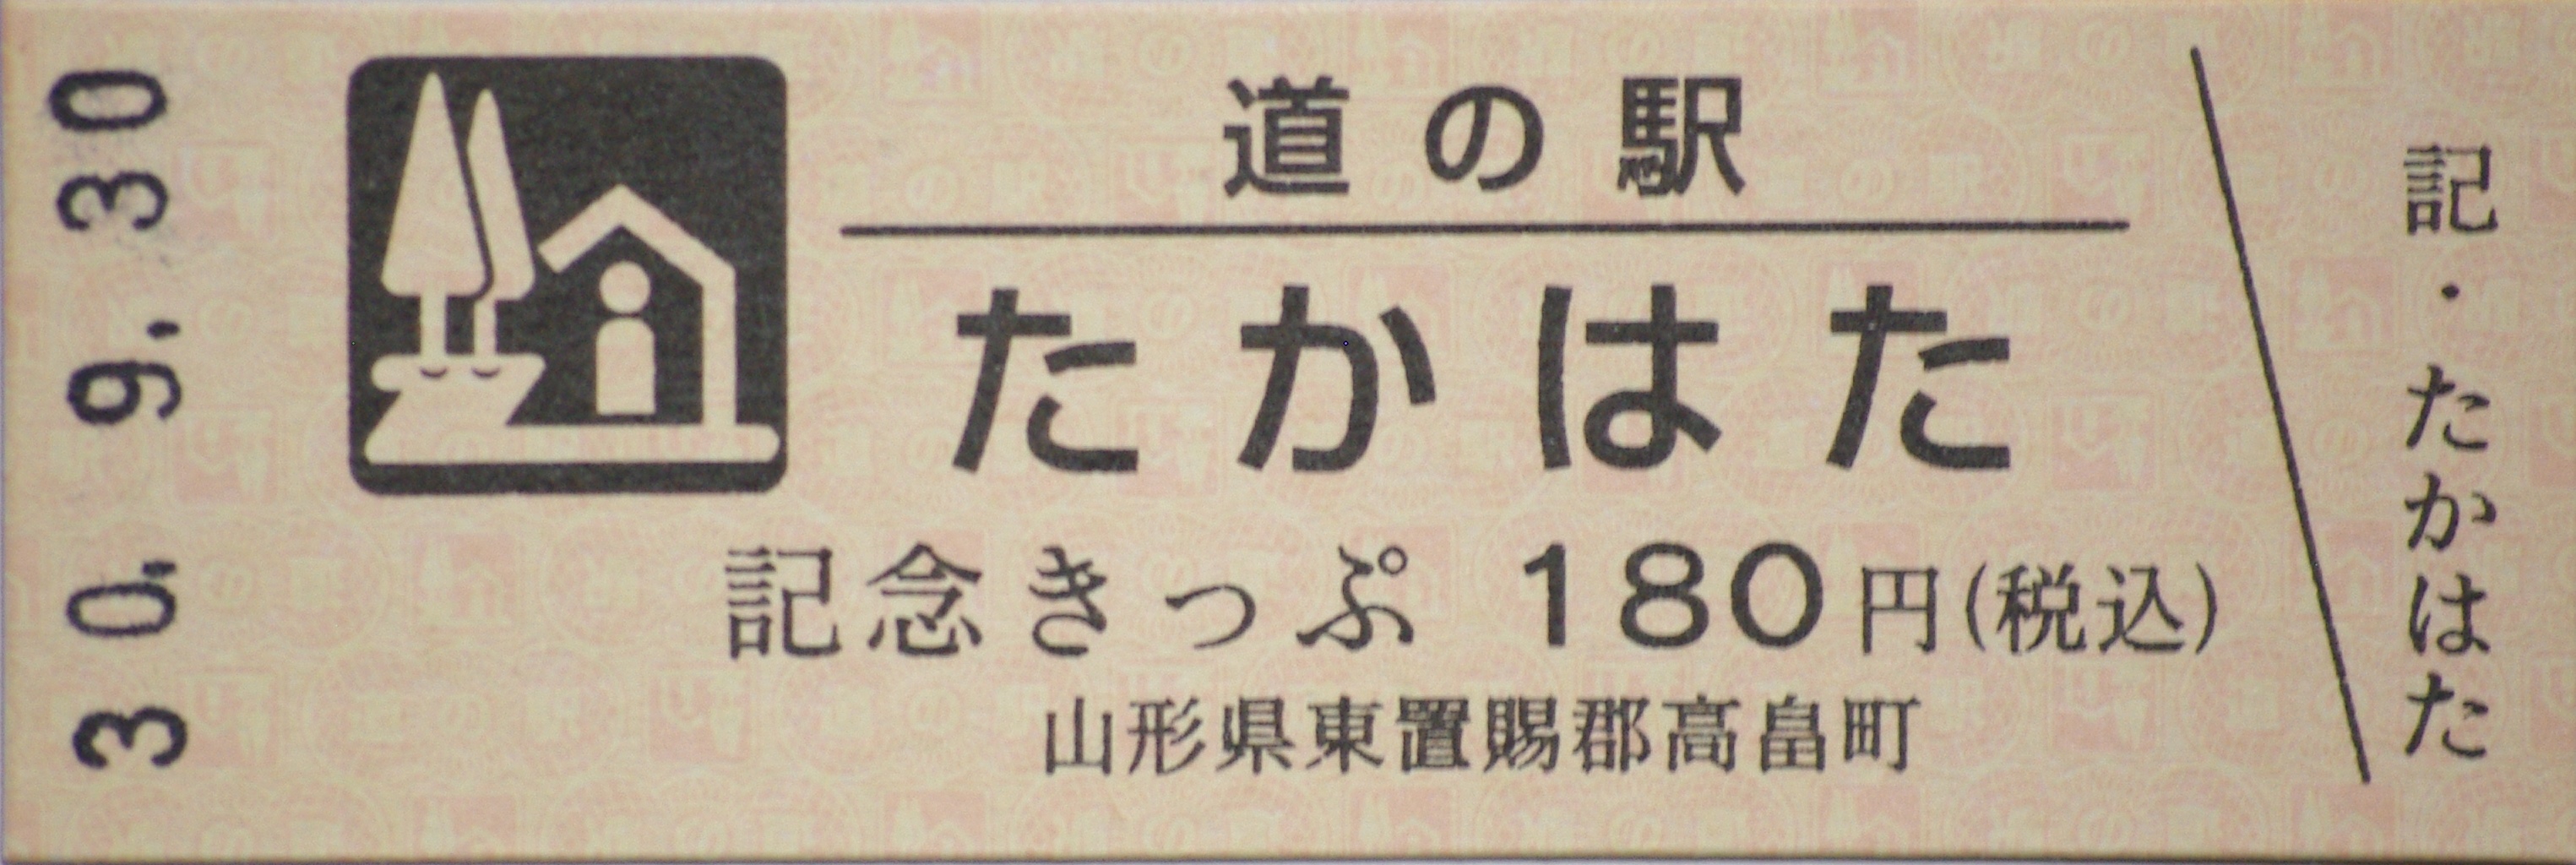 30. 9. 30
道の駅
たかはた
記念きっぷ 180円(税込)
山形県東置賜郡高畠町
記・たかはた